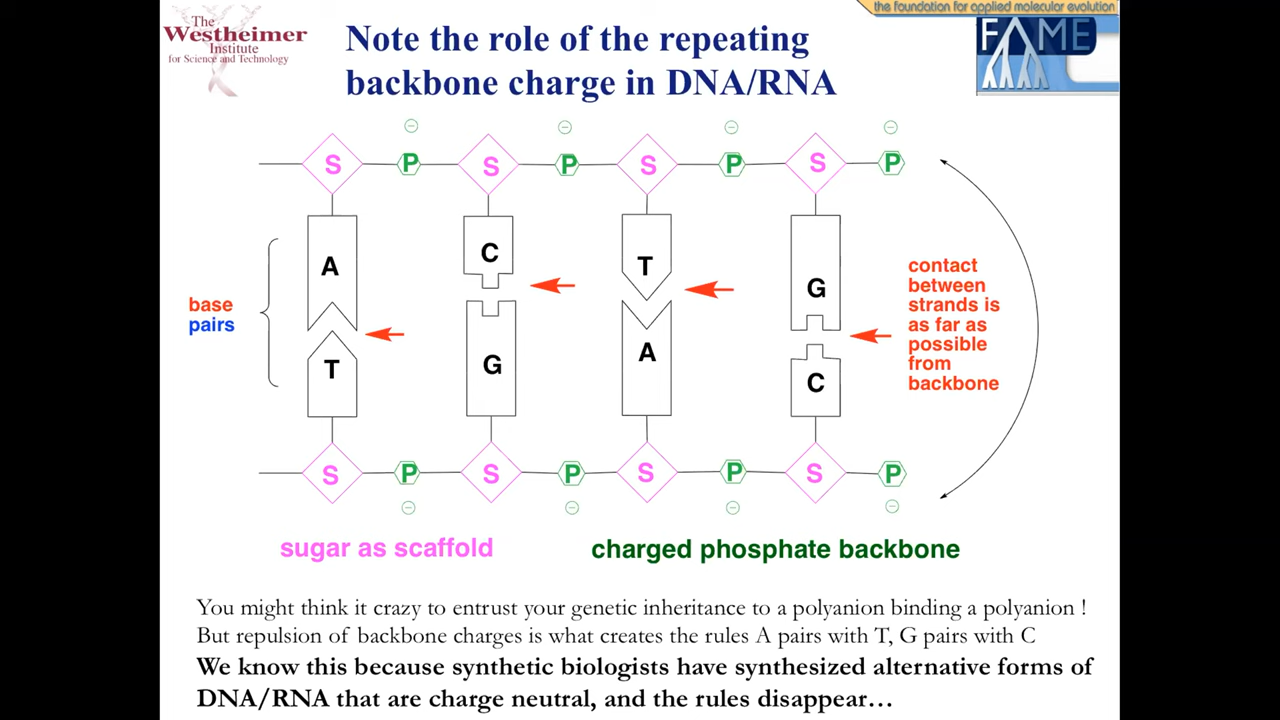 the foundation for applied molecular evolution
The
Westheimer
Institute
for Science and Technology
FAME
Note the role of the repeating
backbone charge in DNA/RNA
S P S P S P S P
A C T G
T G A C
base
pairs
contact
between
strands is
as far as
possible
from
backbone
S P S P S P S P
sugar as scaffold
charged phosphate backbone
You might think it crazy to entrust your genetic inheritance to a polyanion binding a polyanion !
But repulsion of backbone charges is what creates the rules A pairs with T, G pairs with C
We know this because synthetic biologists have synthesized alternative forms of
DNA/RNA that are charge neutral, and the rules disappear…